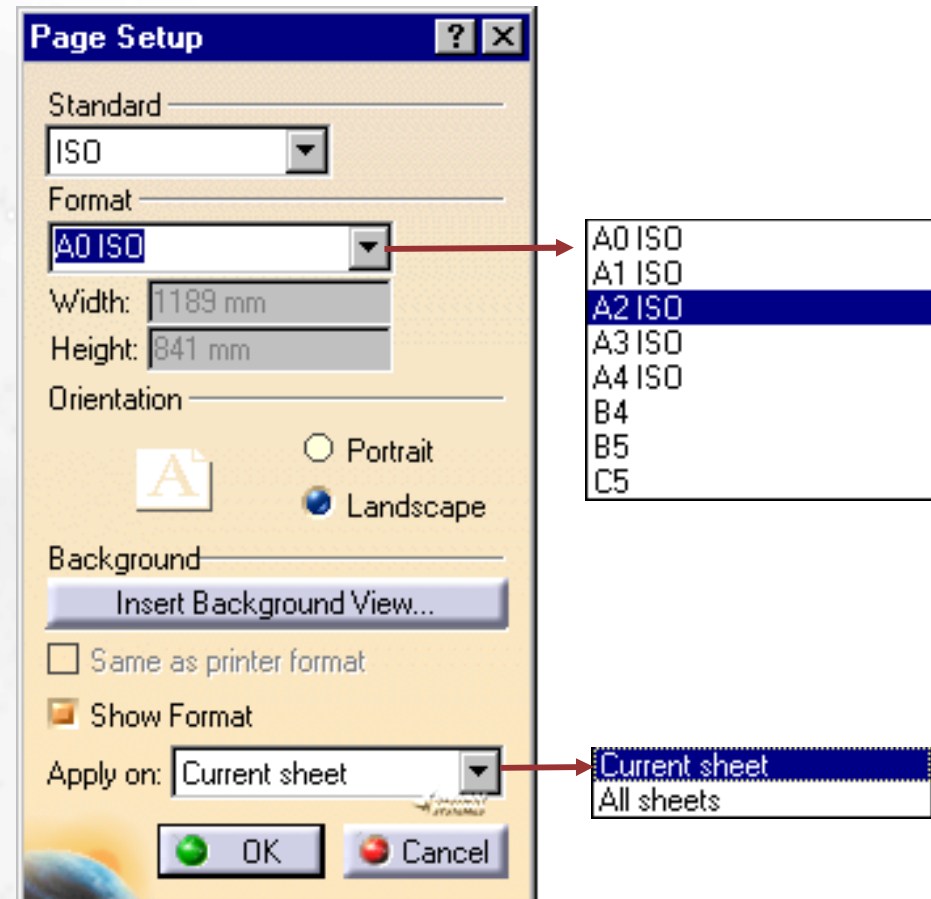 Page Setup
Standard
ISO
Format
A0 ISO
Width: 1189 mm
Height: 841 mm
Orientation
A
Portrait
Landscape
Background
Insert Background View...
Same as printer format
Show Format
Apply on: Current sheet
OK Cancel
A0 ISO
A1 ISO
A2 ISO
A3 ISO
A4 ISO
B4
B5
C5
Current sheet
All sheets